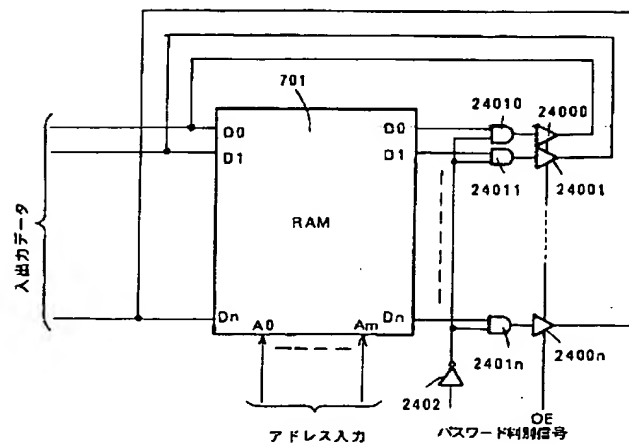 24010
24000
701
D0
D0
D1
D1
24011
24001
入出力データ
RAM
Dn
A0
Am
Dn
2401n
2400n
2402
OE
パスワード判別信号
アドレス入力